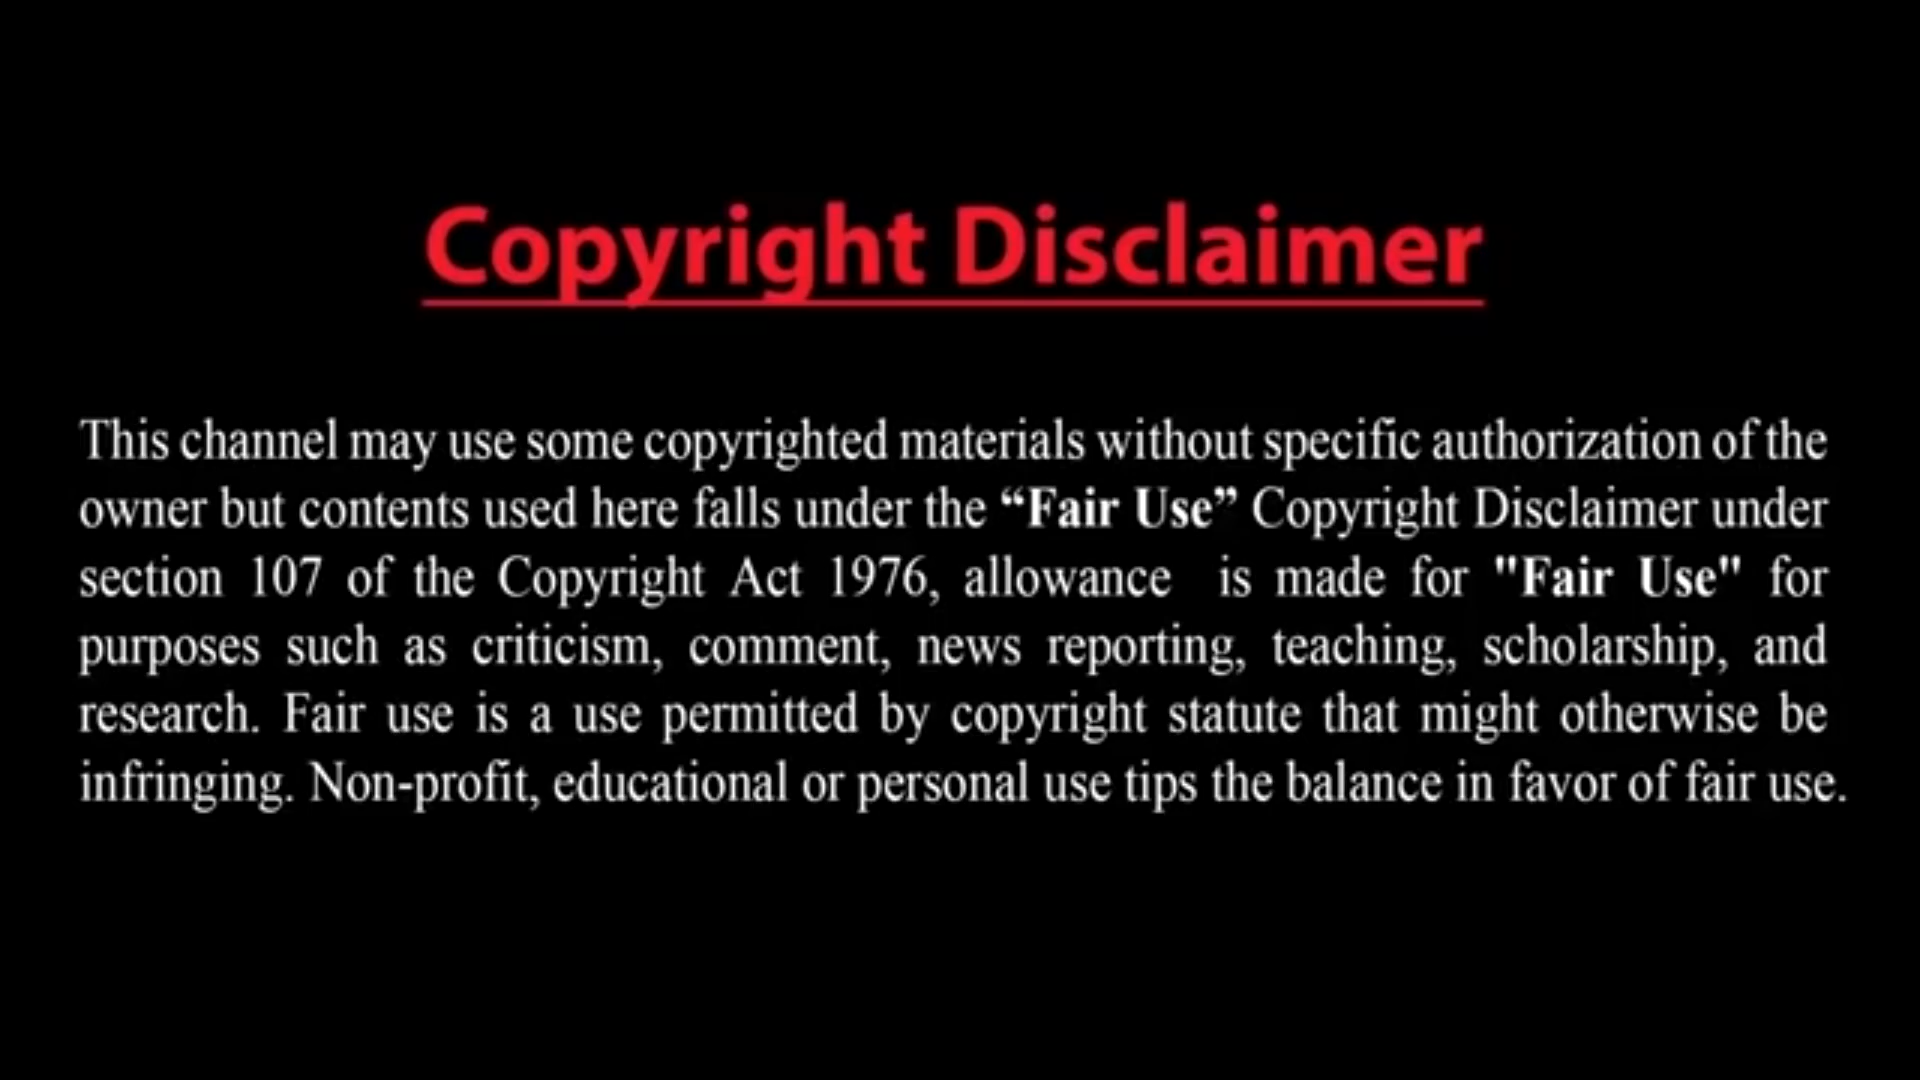 Copyright Disclaimer
This channel may use some copyrighted materials without specific authorization of the
owner but contents used here falls under the “Fair Use” Copyright Disclaimer under
section 107 of the Copyright Act 1976, allowance is made for "Fair Use" for
purposes such as criticism, comment, news reporting, teaching, scholarship, and
research. Fair use is a use permitted by copyright statute that might otherwise be
infringing. Non-profit, educational or personal use tips the balance in favor of fair use.